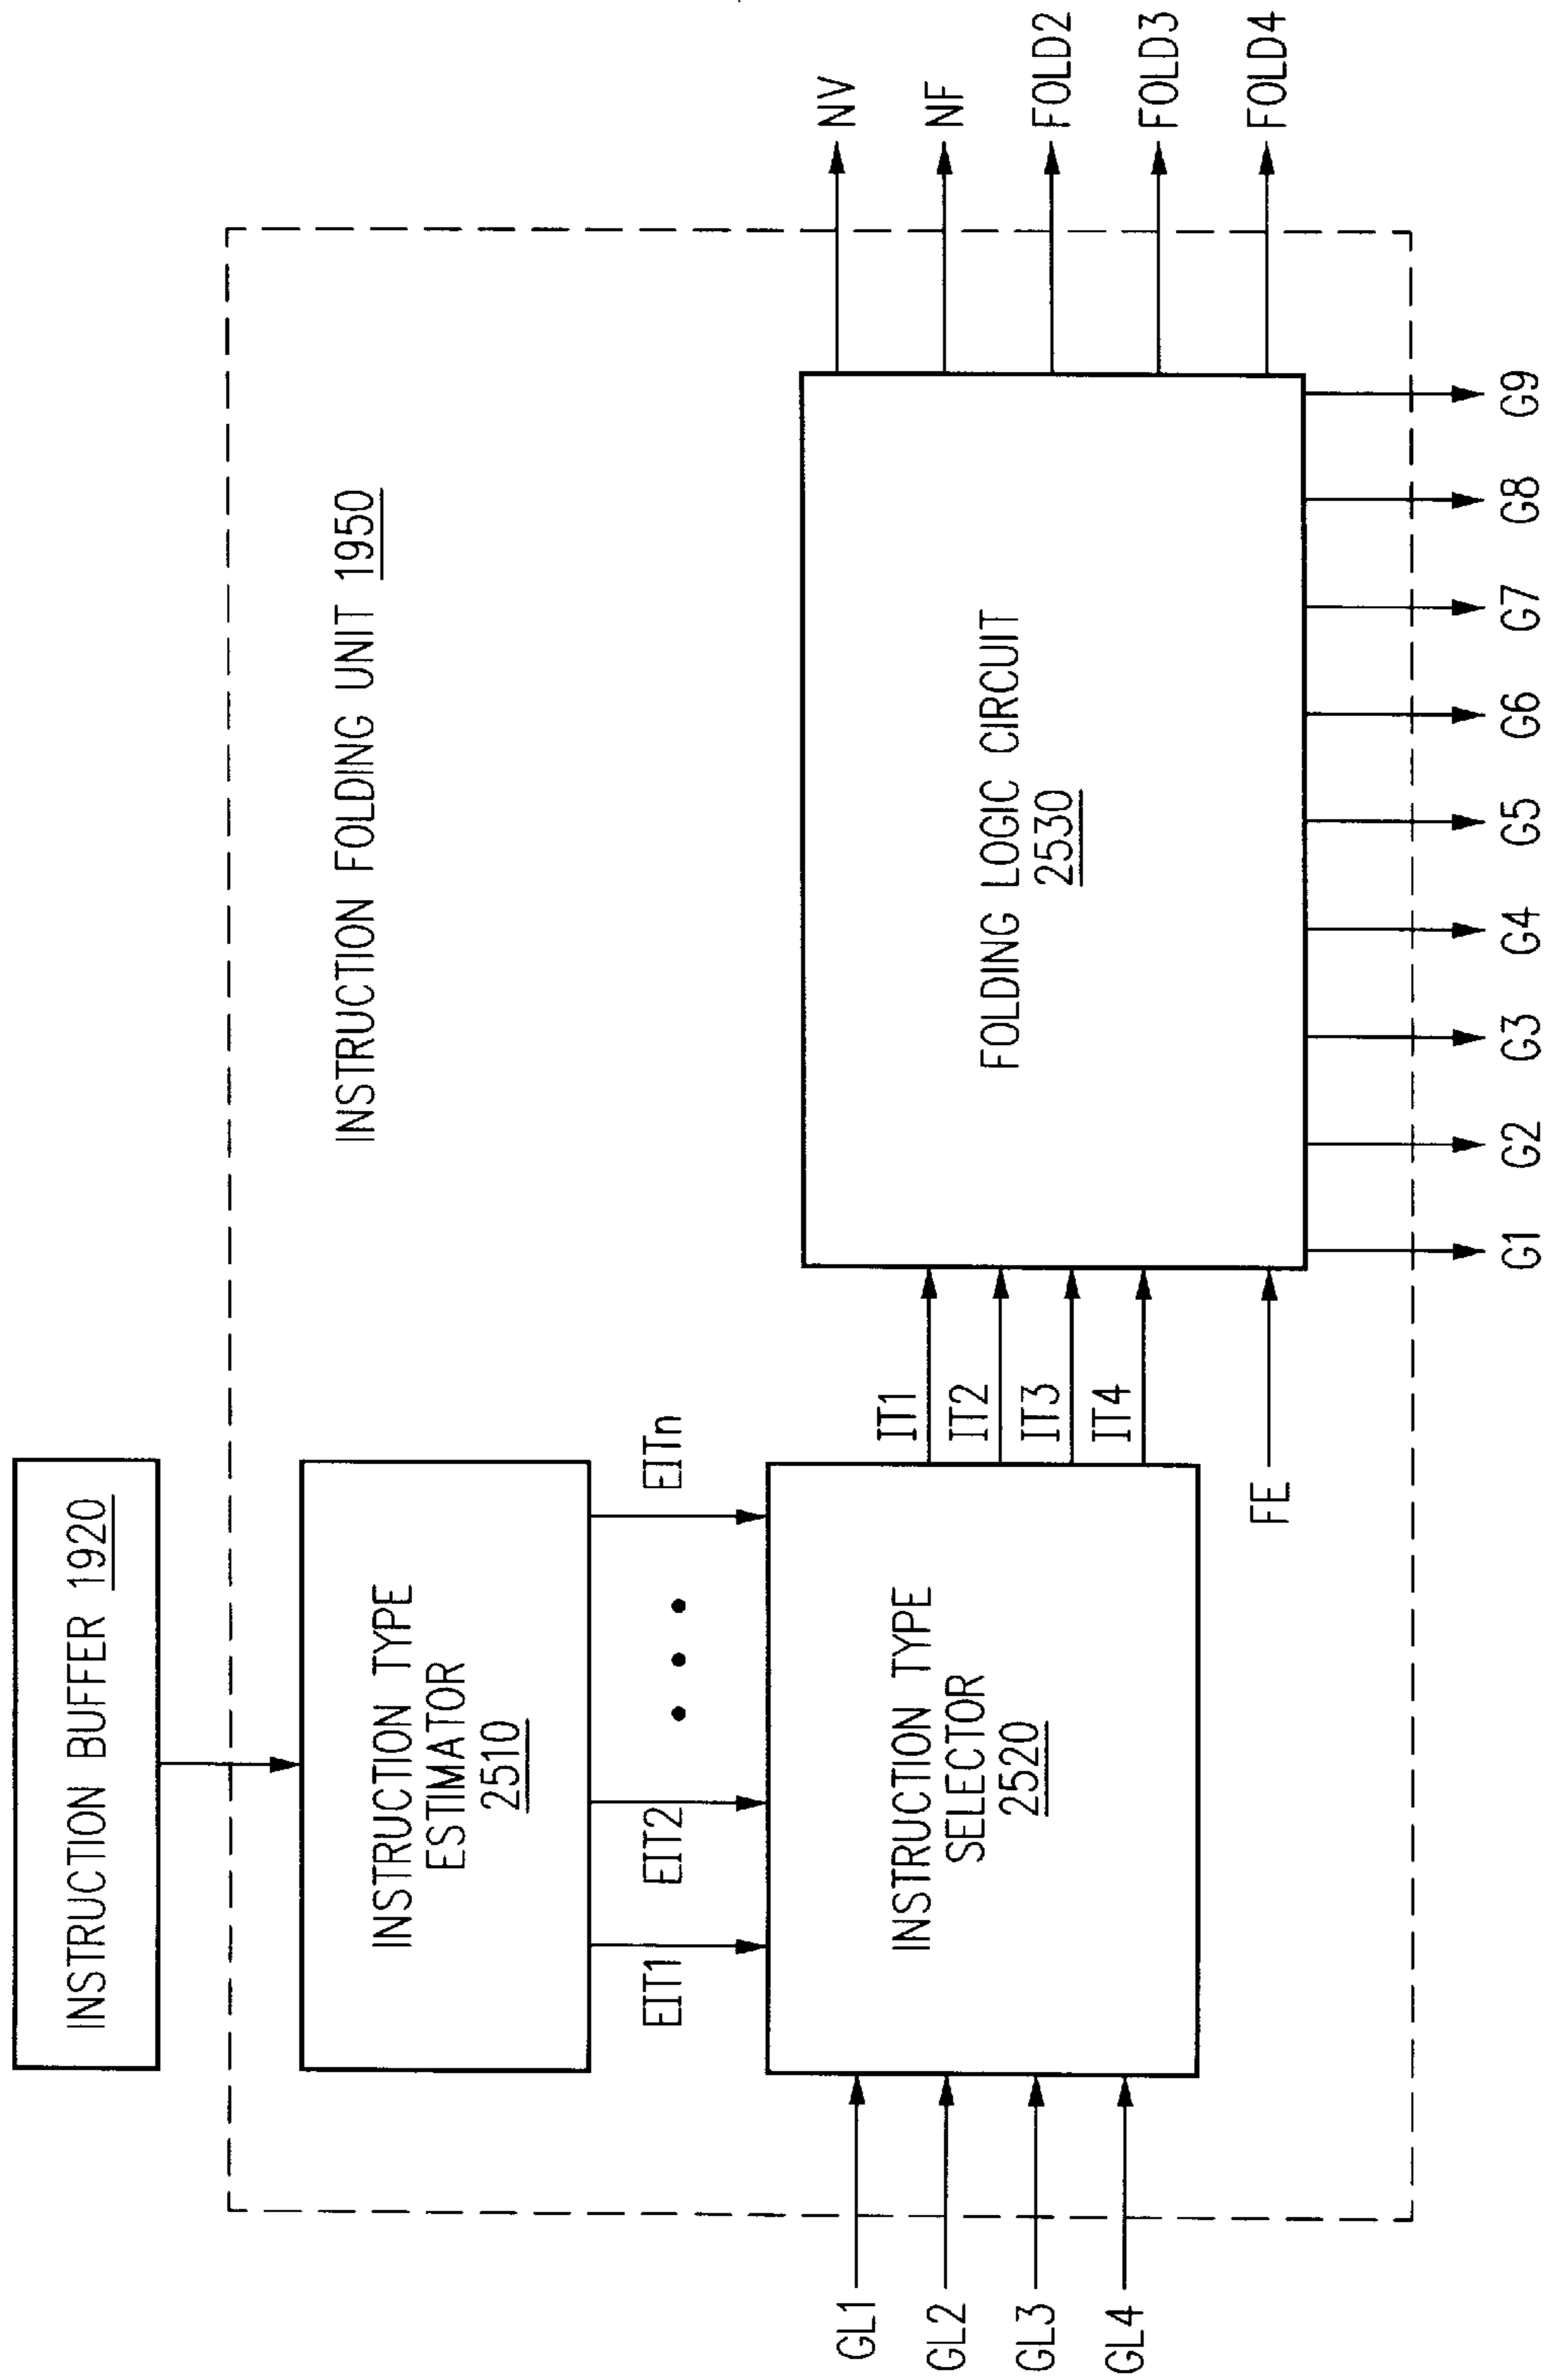 INSTRUCTION BUFFER 1920
INSTRUCTION FOLDING UNIT 1950
INSTRUCTION TYPE
ESTIMATOR
2510
EIT1
EIT2
EITn
INSTRUCTION TYPE
SELECTOR
2520
GL1
GL2
GL3
GL4
IT1
IT2
IT3
IT4
FE
FOLDING LOGIC CIRCUIT
2530
NV
NF
FOLD2
FOLD3
FOLD4
G1 G2 G3 G4 G5 G6 G7 G8 G9